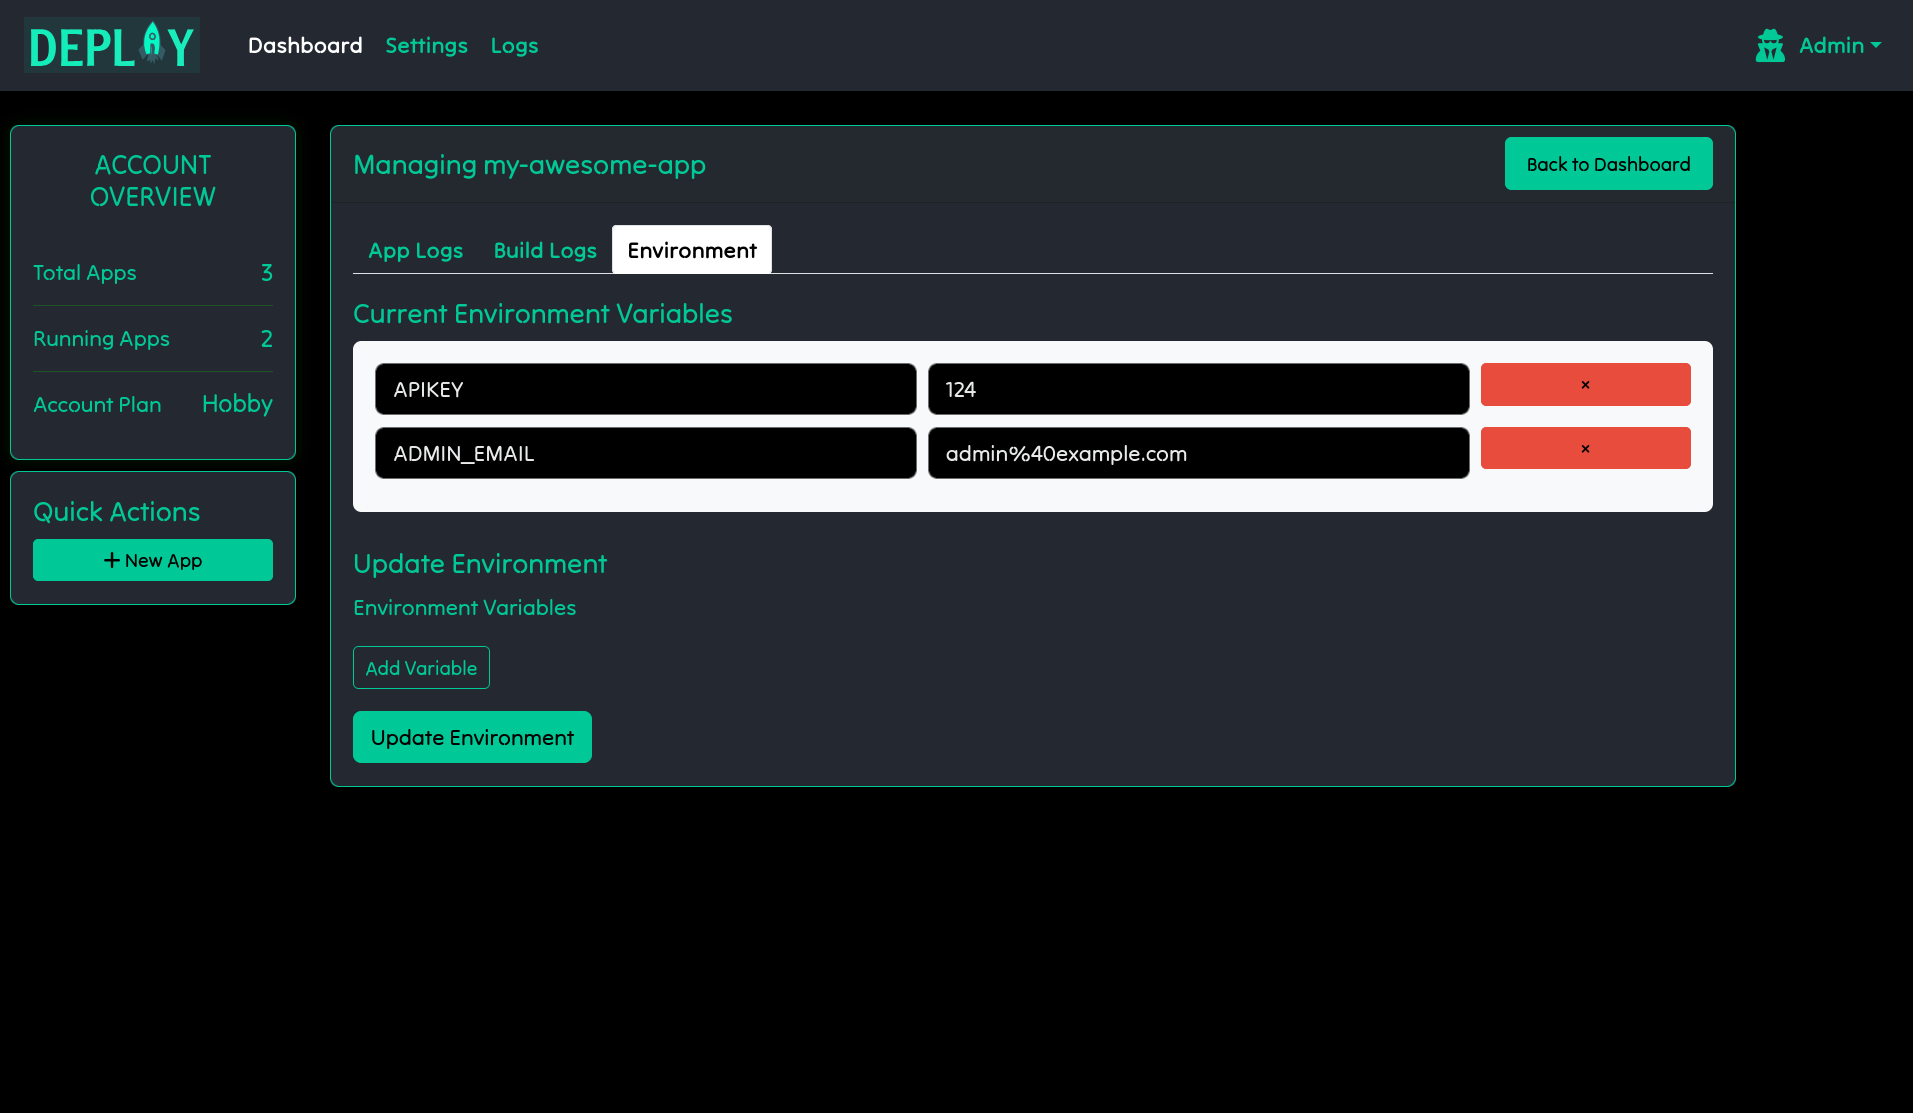 DEPLAY
Dashboard Settings Logs
Admin
ACCOUNT
OVERVIEW
Total Apps 3
Running Apps 2
Account Plan Hobby
Quick Actions
+ New App
Managing my-awesome-app
Back to Dashboard
App Logs Build Logs Environment
Current Environment Variables
APIKEY 124 ×
ADMIN_EMAIL admin%40example.com ×
Update Environment
Environment Variables
Add Variable
Update Environment